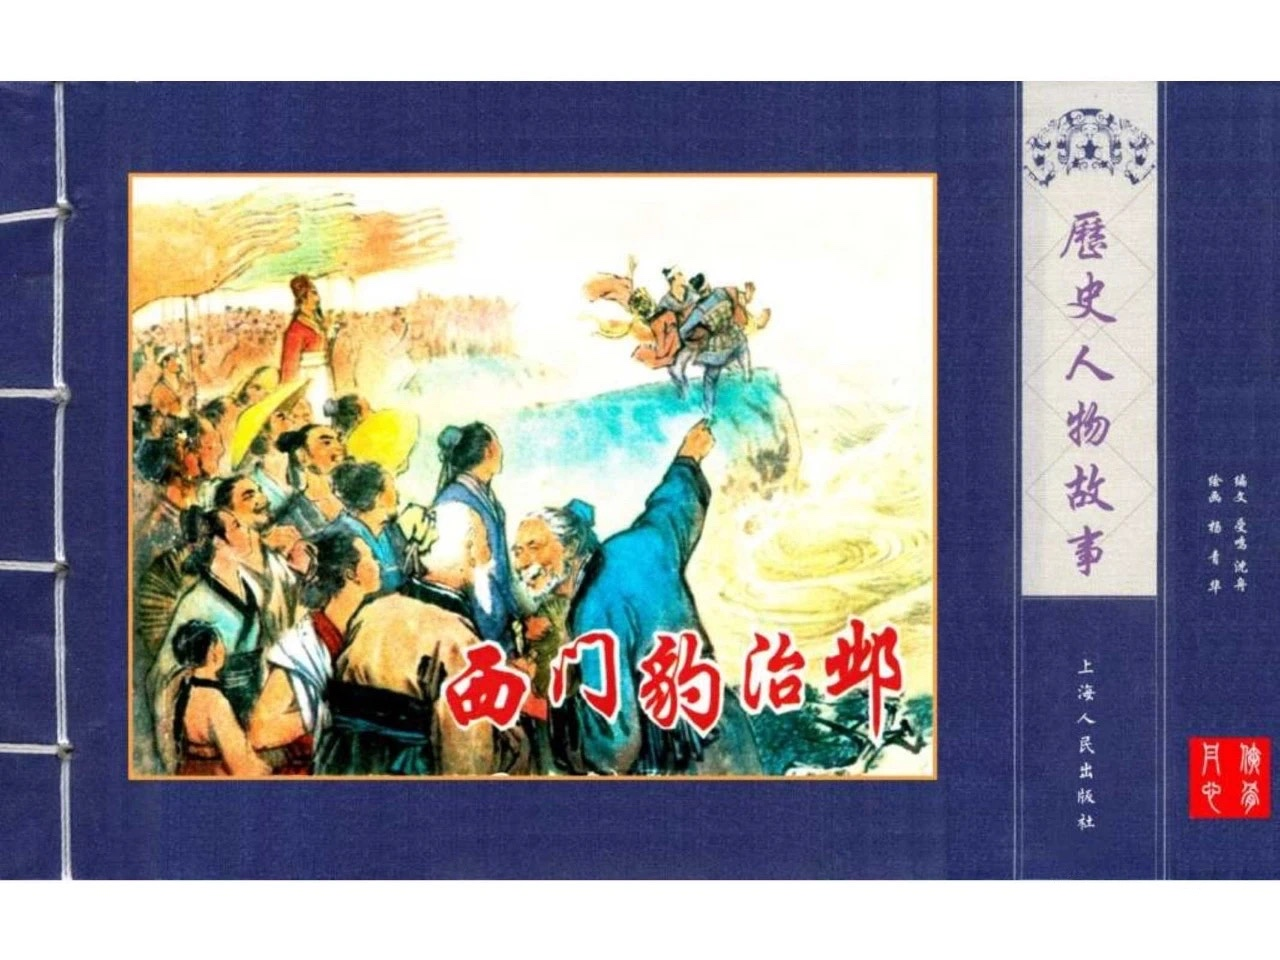 西门豹治邺
歷史人物故事
编文 受鸣 沈舟
绘画 杨青华
上海人民出版社